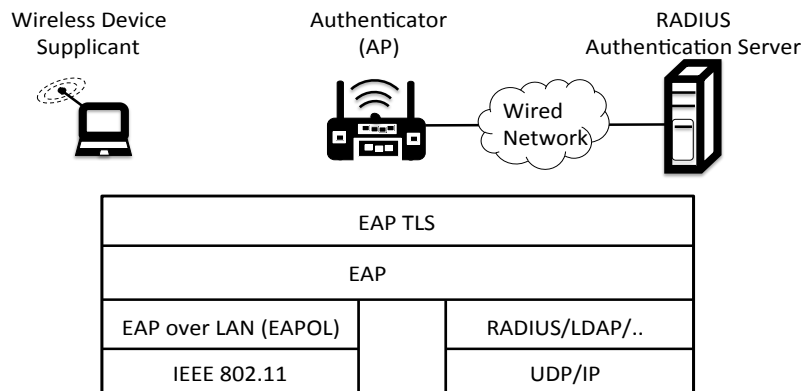 Wireless Device
Supplicant
Authenticator
(AP)
RADIUS
Authentication Server
Wired
Network
EAP TLS
EAP
EAP over LAN (EAPOL)
RADIUS/LDAP/..
IEEE 802.11
UDP/IP